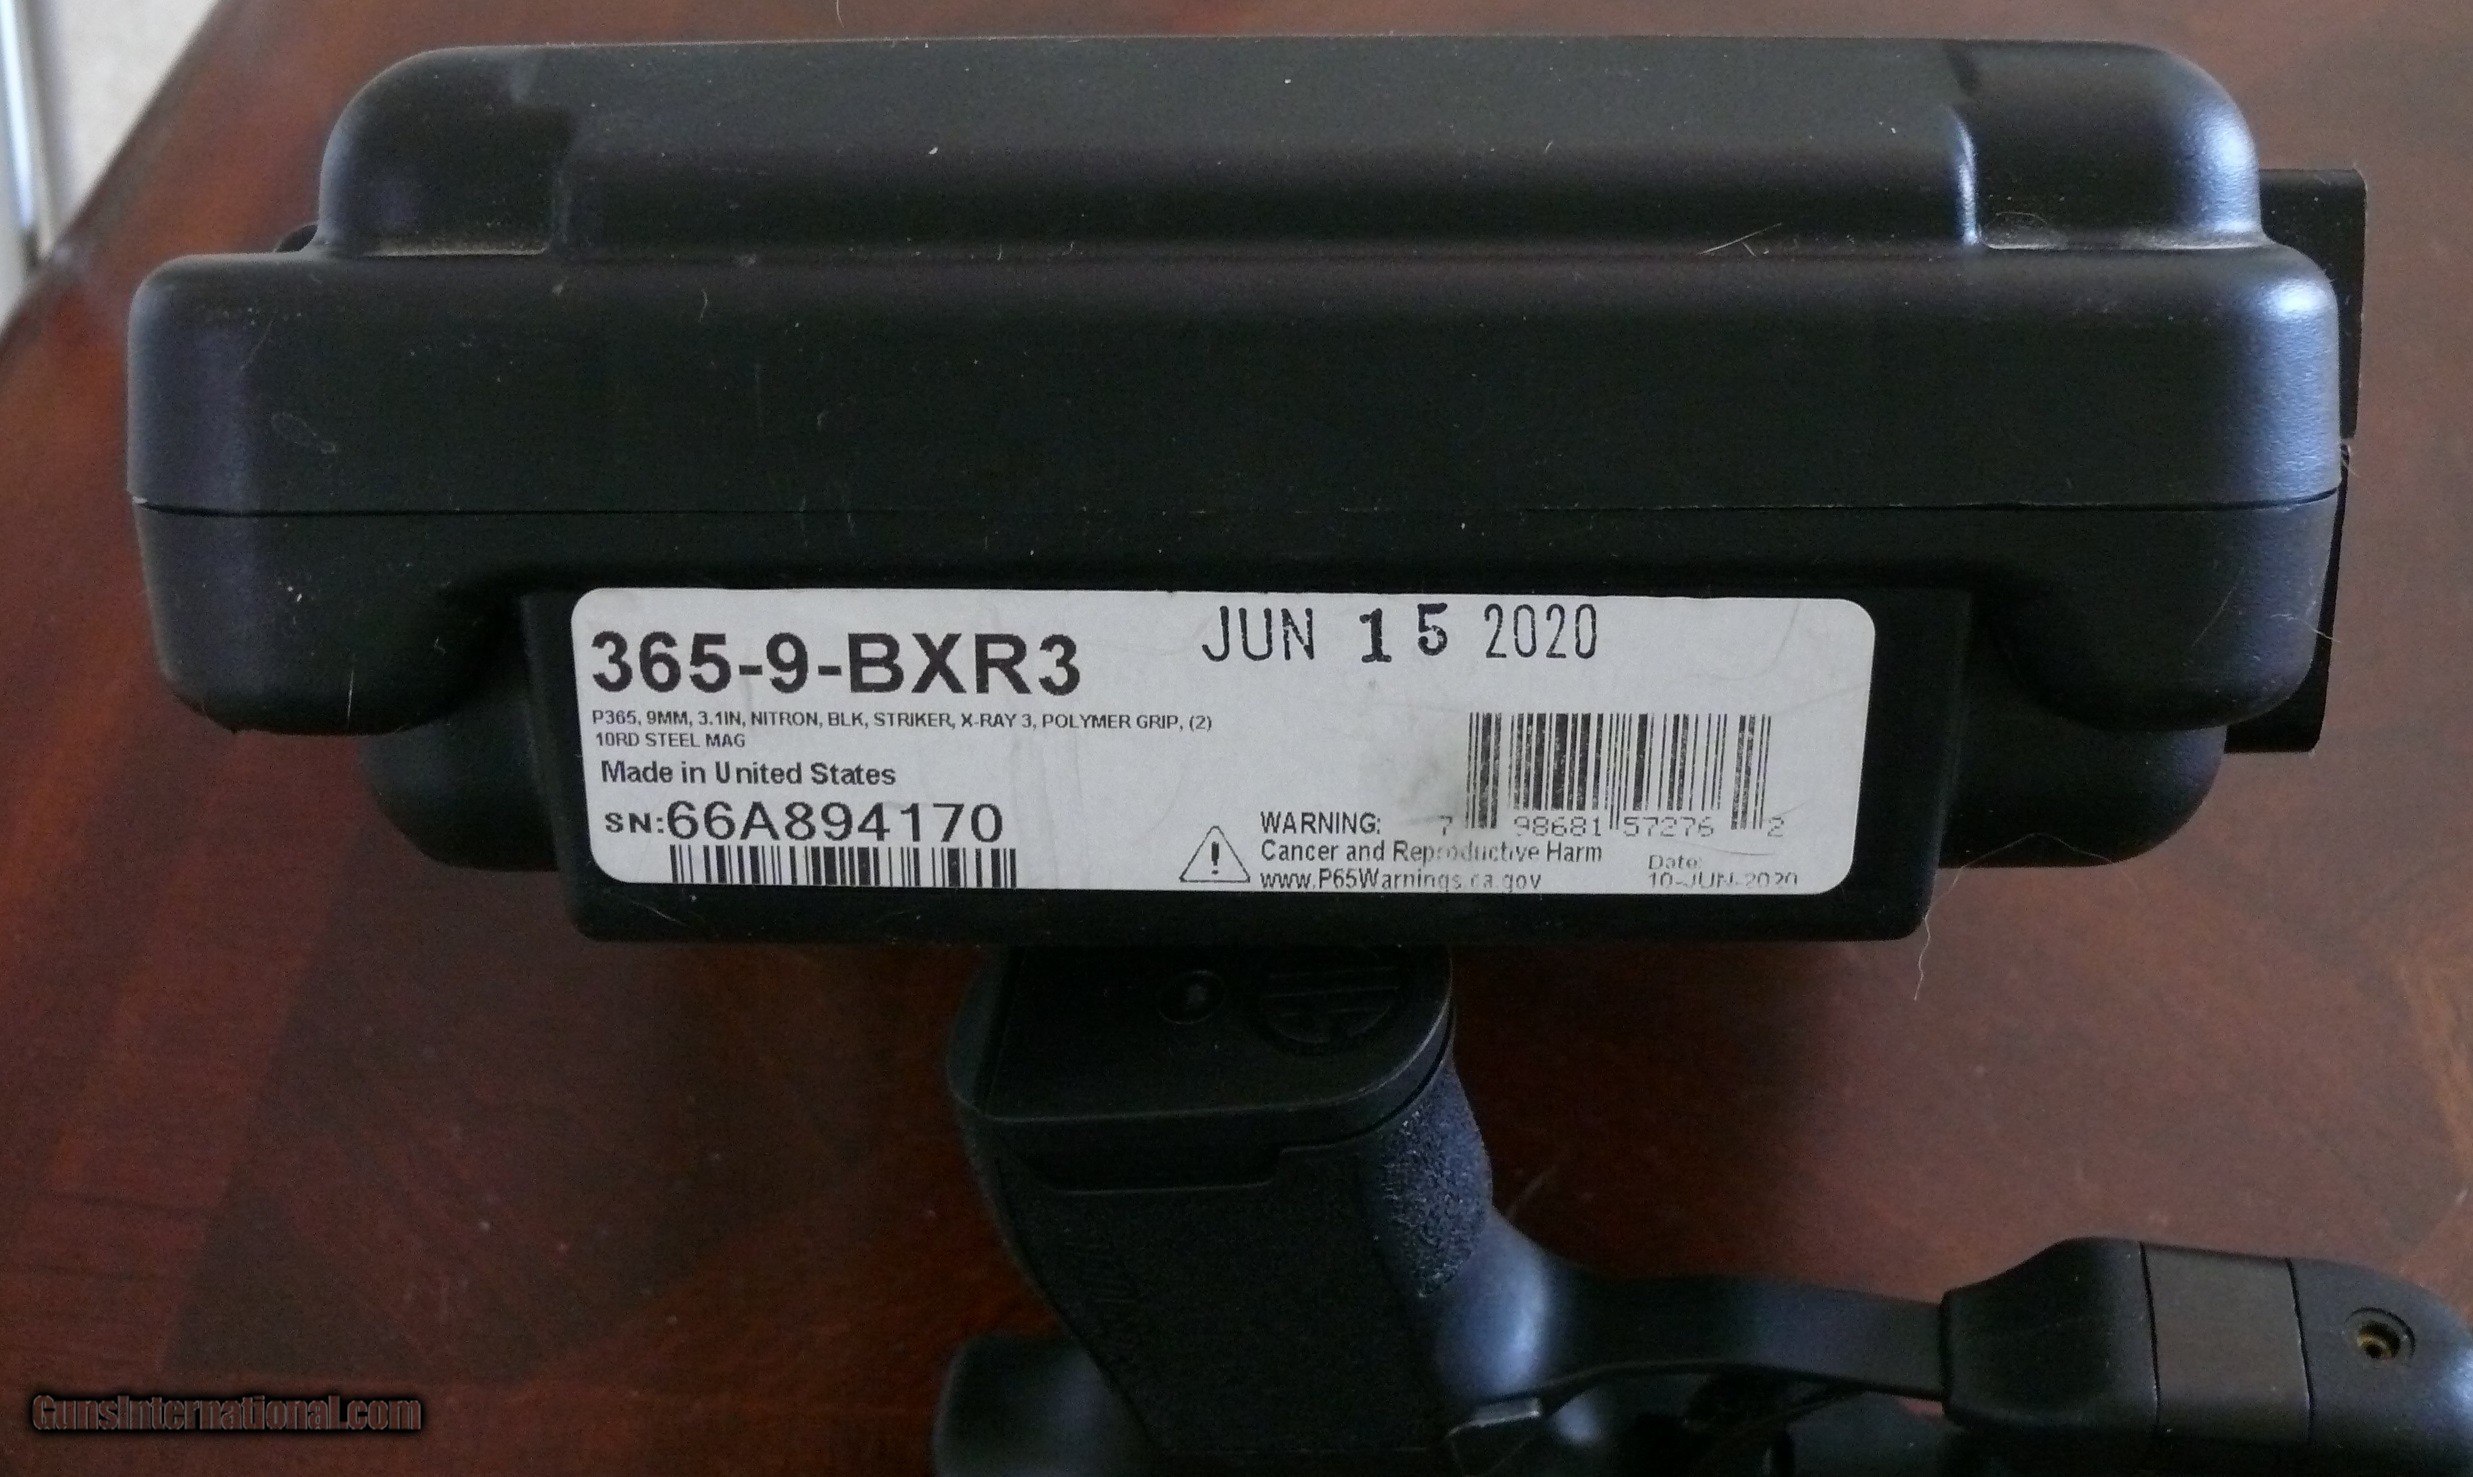 365-9-BXR3
JUN 15 2020
P365, 9MM, 3.1IN, NITRON, BLK, STRIKER, X-RAY 3, POLYMER GRIP, (2)
10RD STEEL MAG
Made in United States
SN:66A894170
7 98681 57276 2
WARNING:
Cancer and Reproductive Harm
www.P65Warnings.ca.gov
Date:
10-JUN-2020
GunsInternational.com